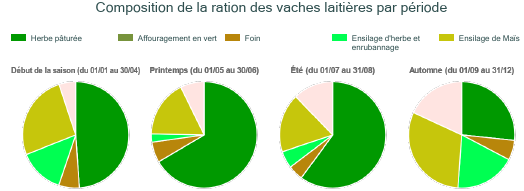 Composition de la ration des vaches laitières par période
Herbe pâturée
Affouragement en vert
Foin
Ensilage d'herbe et
enrubannage
Ensilage de Maïs
Début de la saison (du 01/01 au 30/04)
Printemps (du 01/05 au 30/06)
Été (du 01/07 au 31/08)
Automne (du 01/09 au 31/12)